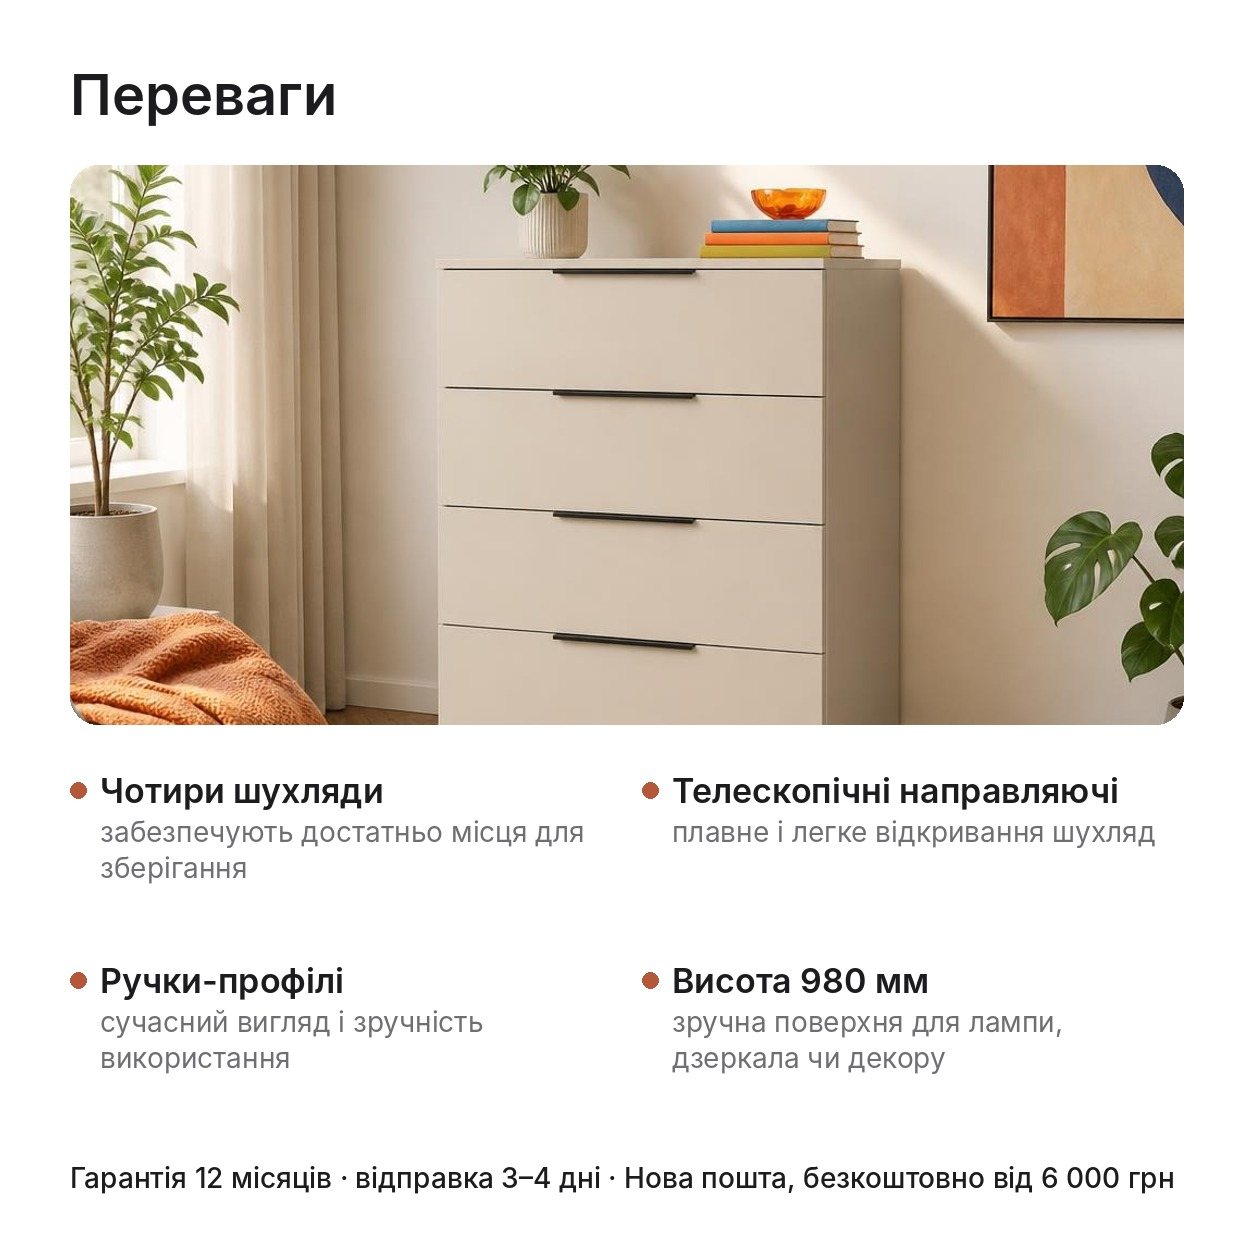 Переваги
Чотири шухляди
забезпечують достатньо місця для
зберігання
Телескопічні направляючі
плавне і легке відкривання шухляд
Ручки-профілі
сучасний вигляд і зручність
використання
Висота 980 мм
зручна поверхня для лампи,
дзеркала чи декору
Гарантія 12 місяців · відправка 3–4 дні · Нова пошта, безкоштовно від 6 000 грн